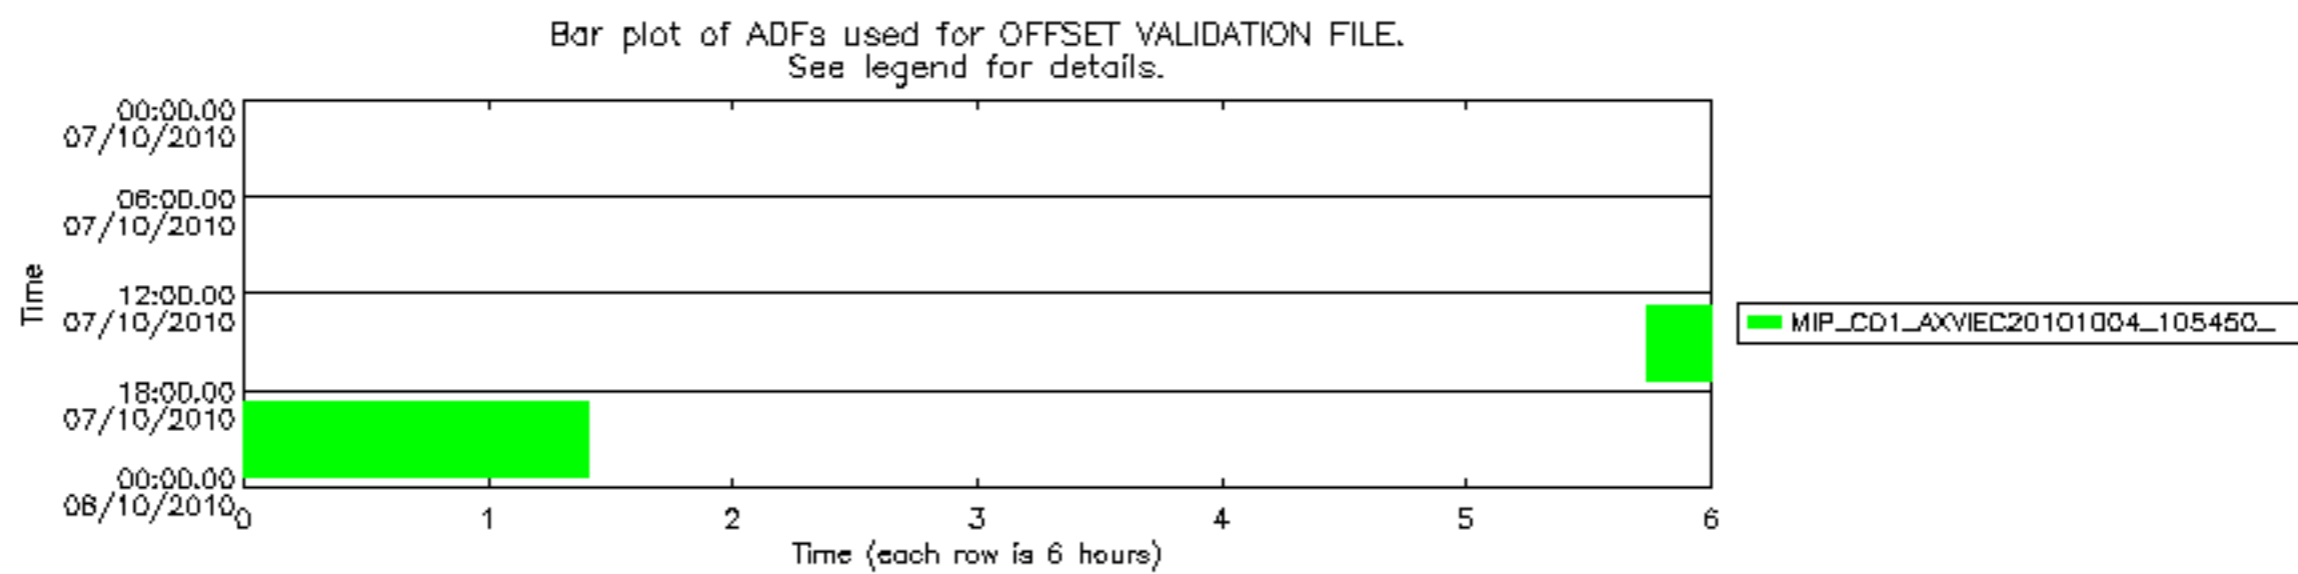 Bar plot of ADFs used for OFFSET VALIDATION FILE.
See legend for details.
00:00.00
07/10/2010
06:00.00
07/10/2010
12:00.00
07/10/2010
18:00.00
07/10/2010
00:00.00
08/10/2010
Time
0 1 2 3 4 5 6
Time (each row is 6 hours)
MIP_CO1_AXVIEC20101004_105450_